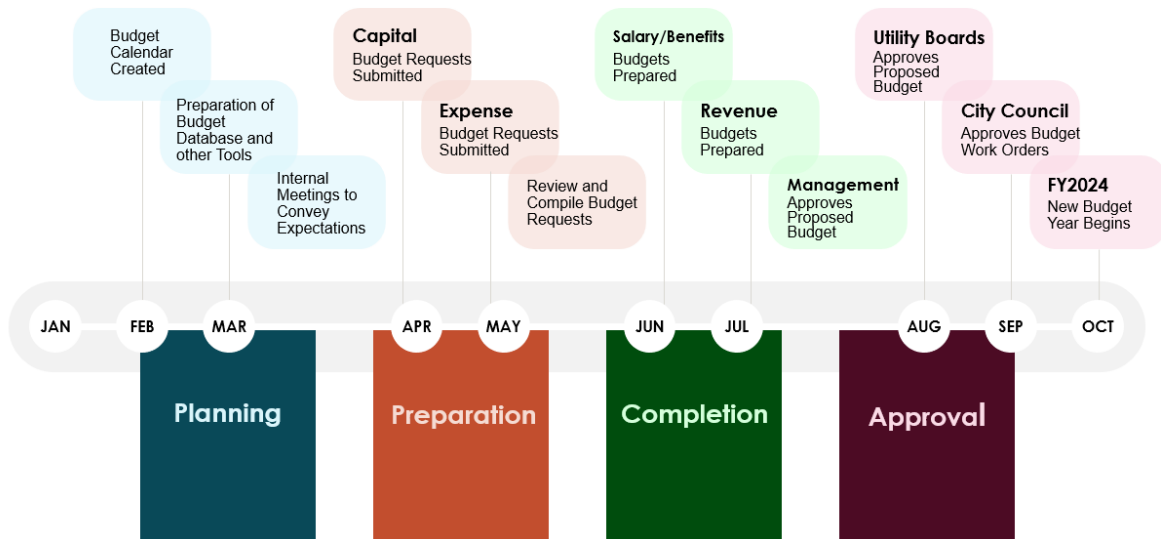 Budget
Calendar
Created
Preparation of
Budget
Database and
other Tools
Internal
Meetings to
Convey
Expectations
Capital
Budget Requests
Submitted
Expense
Budget Requests
Submitted
Review and
Compile Budget
Requests
Salary/Benefits
Budgets
Prepared
Revenue
Budgets
Prepared
Management
Approves
Proposed
Budget
Utility Boards
Approves
Proposed
Budget
City Council
Approves Budget
Work Orders
FY2024
New Budget
Year Begins
JAN FEB MAR APR MAY JUN JUL AUG SEP OCT
Planning Preparation Completion Approval